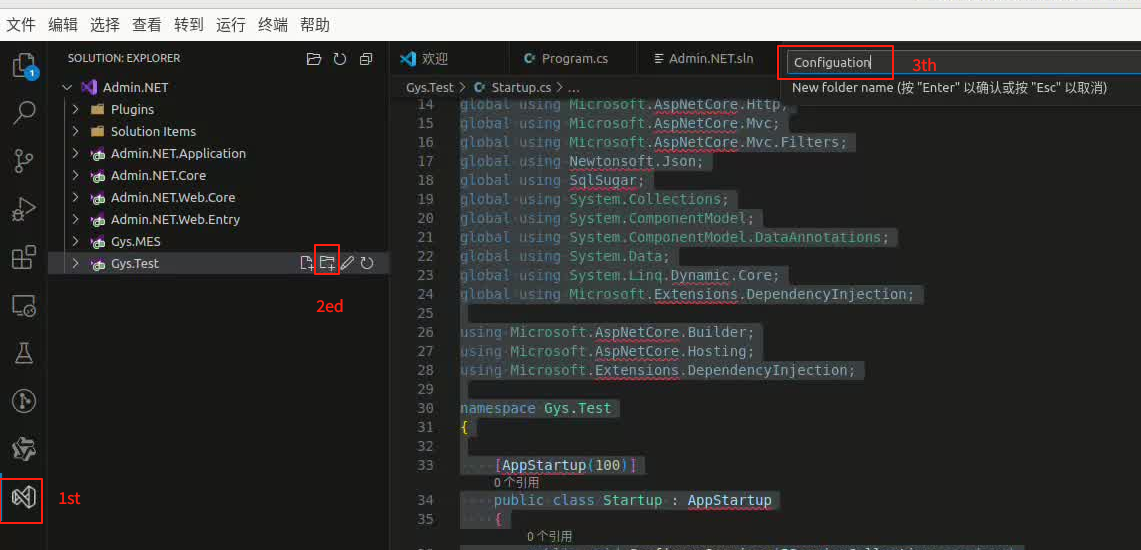 文件 编辑 选择 查看 转到 运行 终端 帮助
SOLUTION: EXPLORER
Admin.NET
Plugins
Solution Items
Admin.NET.Application
Admin.NET.Core
Admin.NET.Web.Core
Admin.NET.Web.Entry
Gys.MES
Gys.Test
1
1st
2ed
欢迎 Program.cs Admin.NET.sln
Configuation
3th
New folder name (按 "Enter" 以确认或按 "Esc" 以取消)
Gys.Test > Startup.cs > ...
14 global using Microsoft.AspNetCore.Http;
15 global using Microsoft.AspNetCore.Mvc;
16 global using Microsoft.AspNetCore.Mvc.Filters;
17 global using Newtonsoft.Json;
18 global using SqlSugar;
19 global using System.Collections;
20 global using System.ComponentModel;
21 global using System.ComponentModel.DataAnnotations;
22 global using System.Data;
23 global using System.Linq.Dynamic.Core;
24 global using Microsoft.Extensions.DependencyInjection;
25
26 using Microsoft.AspNetCore.Builder;
27 using Microsoft.AspNetCore.Hosting;
28 using Microsoft.Extensions.DependencyInjection;
29
30 namespace Gys.Test
31 {
32
33 [AppStartup(100)]
0 个引用
34 public class Startup : AppStartup
35 {
0 个引用